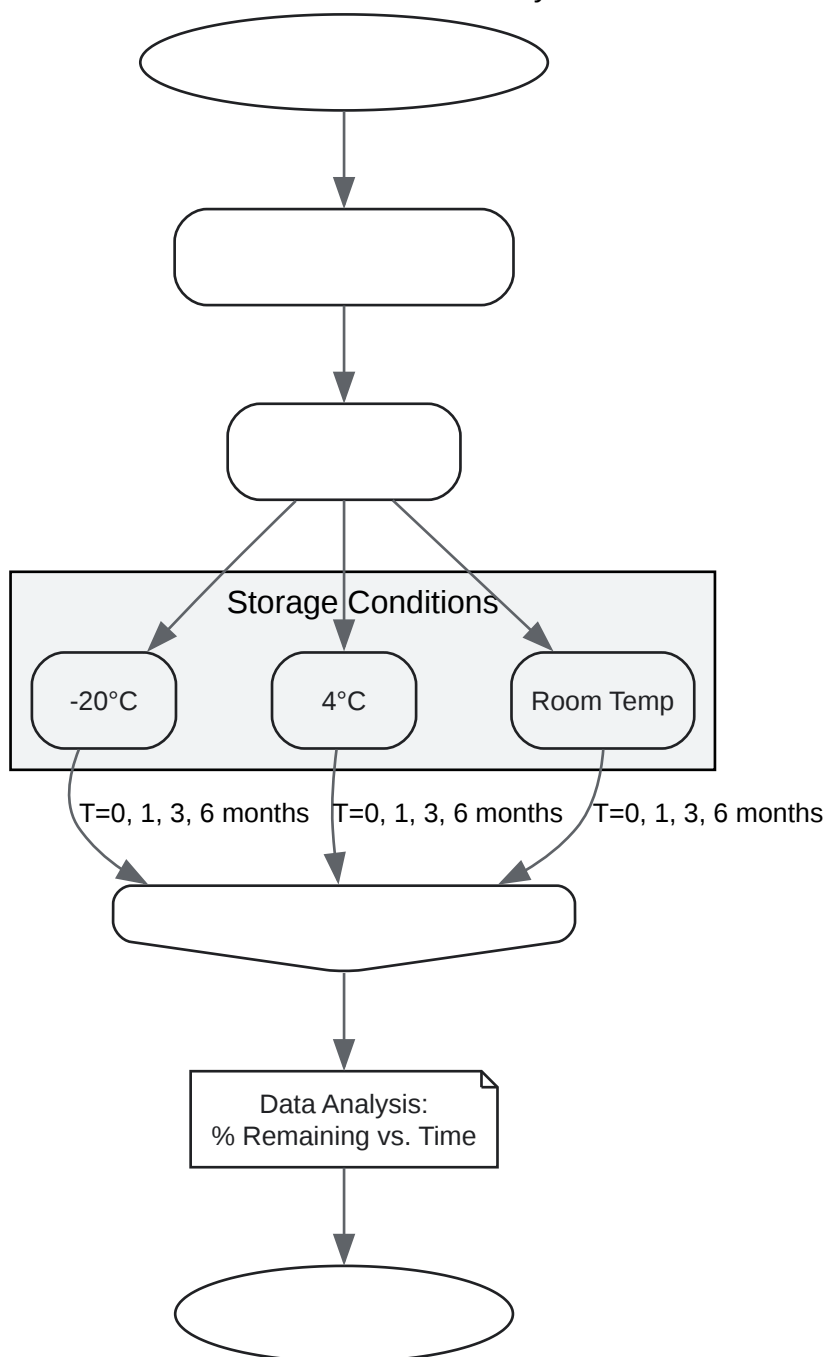 Storage Conditions
-20°C
4°C
Room Temp
T=0, 1, 3, 6 months
T=0, 1, 3, 6 months
T=0, 1, 3, 6 months
Data Analysis:
% Remaining vs. Time